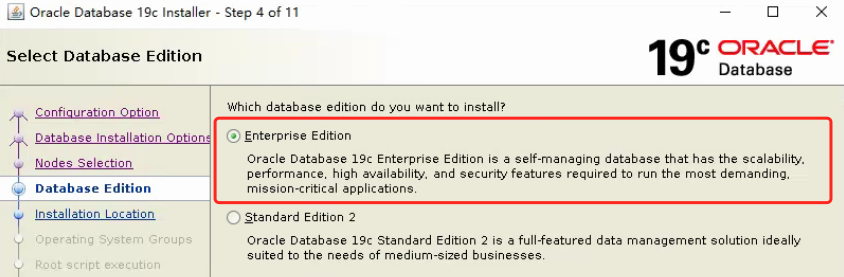 Oracle Database 19c Installer - Step 4 of 11
Select Database Edition
19c ORACLE
Database
Configuration Option
Database Installation Options
Nodes Selection
Database Edition
Installation Location
Operating System Groups
Root script execution
Which database edition do you want to install?
Enterprise Edition
Oracle Database 19c Enterprise Edition is a self-managing database that has the scalability,
performance, high availability, and security features required to run the most demanding,
mission-critical applications.
Standard Edition 2
Oracle Database 19c Standard Edition 2 is a full-featured data management solution ideally
suited to the needs of medium-sized businesses.